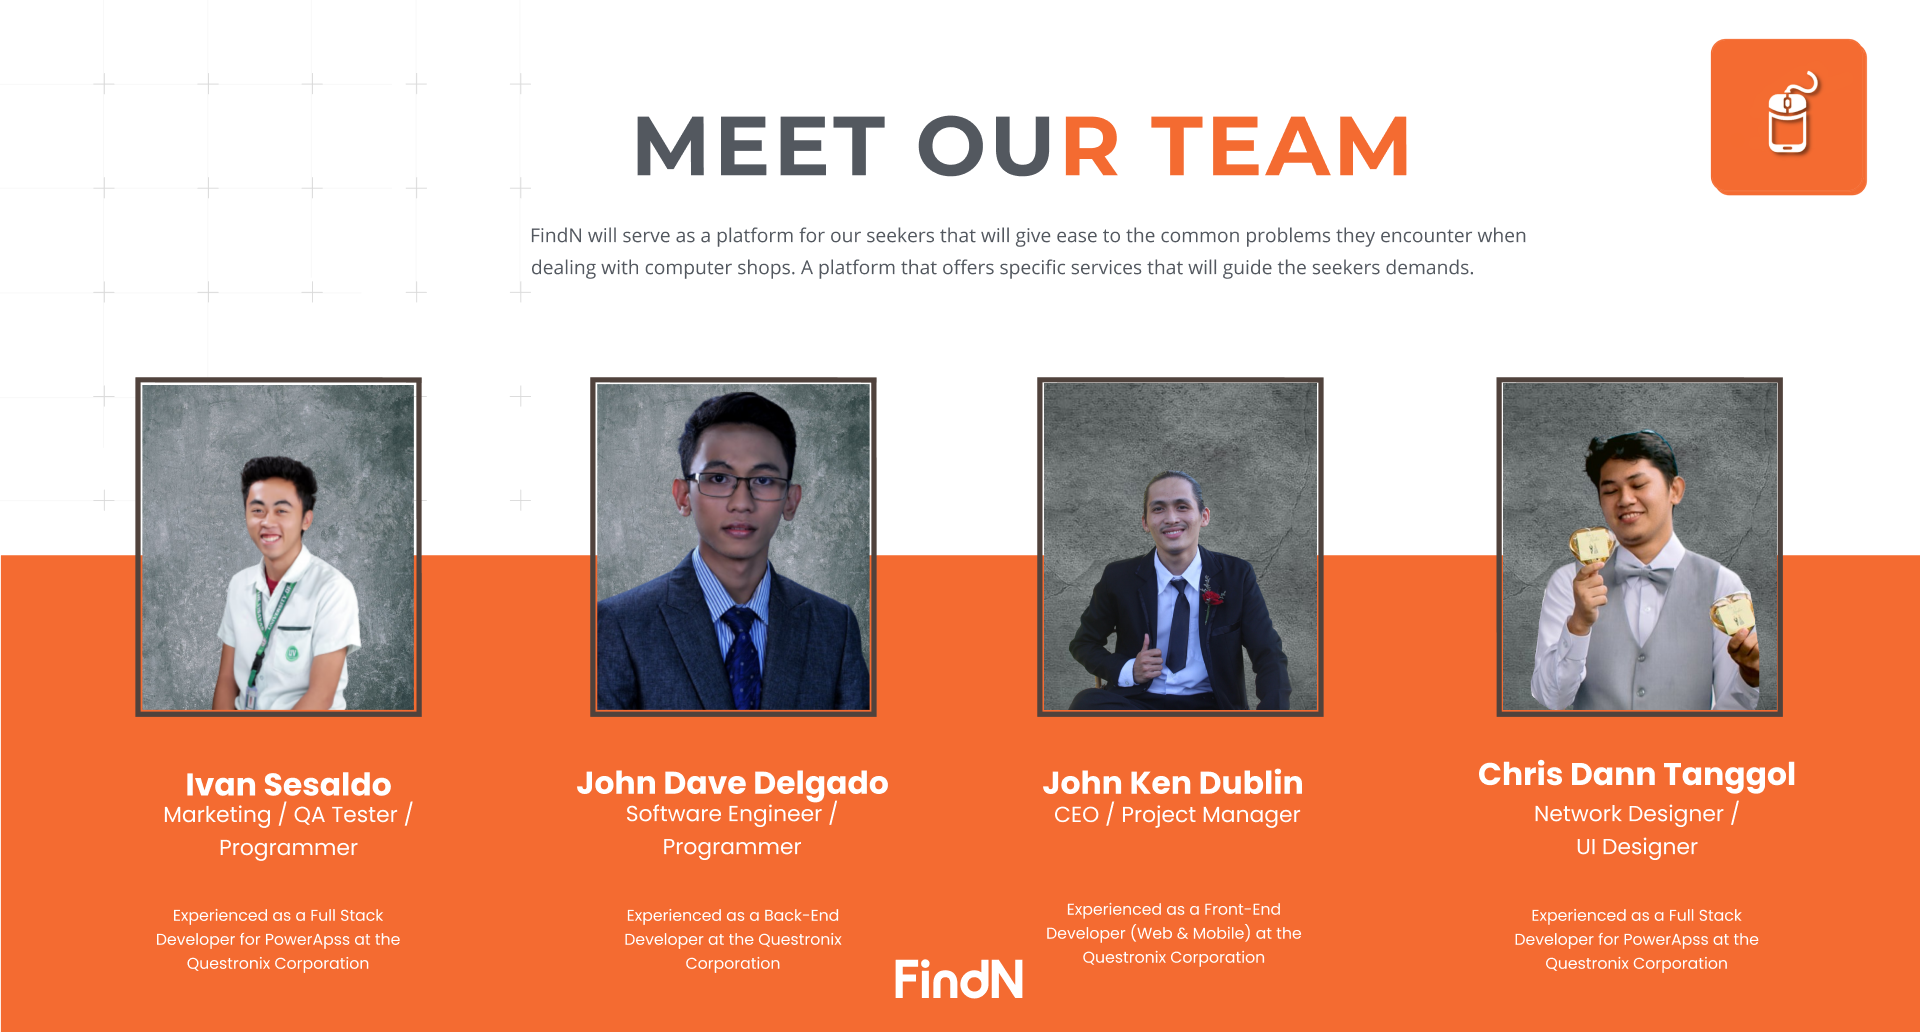 MEET OUR TEAM
FindN will serve as a platform for our seekers that will give ease to the common problems they encounter when
dealing with computer shops. A platform that offers specific services that will guide the seekers demands.
Ivan Sesaldo
Marketing / QA Tester /
Programmer
Experienced as a Full Stack
Developer for PowerApss at the
Questronix Corporation
John Dave Delgado
Software Engineer /
Programmer
Experienced as a Back-End
Developer at the Questronix
Corporation
John Ken Dublin
CEO / Project Manager
Experienced as a Front-End
Developer (Web & Mobile) at the
Questronix Corporation
Chris Dann Tanggol
Network Designer /
UI Designer
Experienced as a Full Stack
Developer for PowerApss at the
Questronix Corporation
FindN